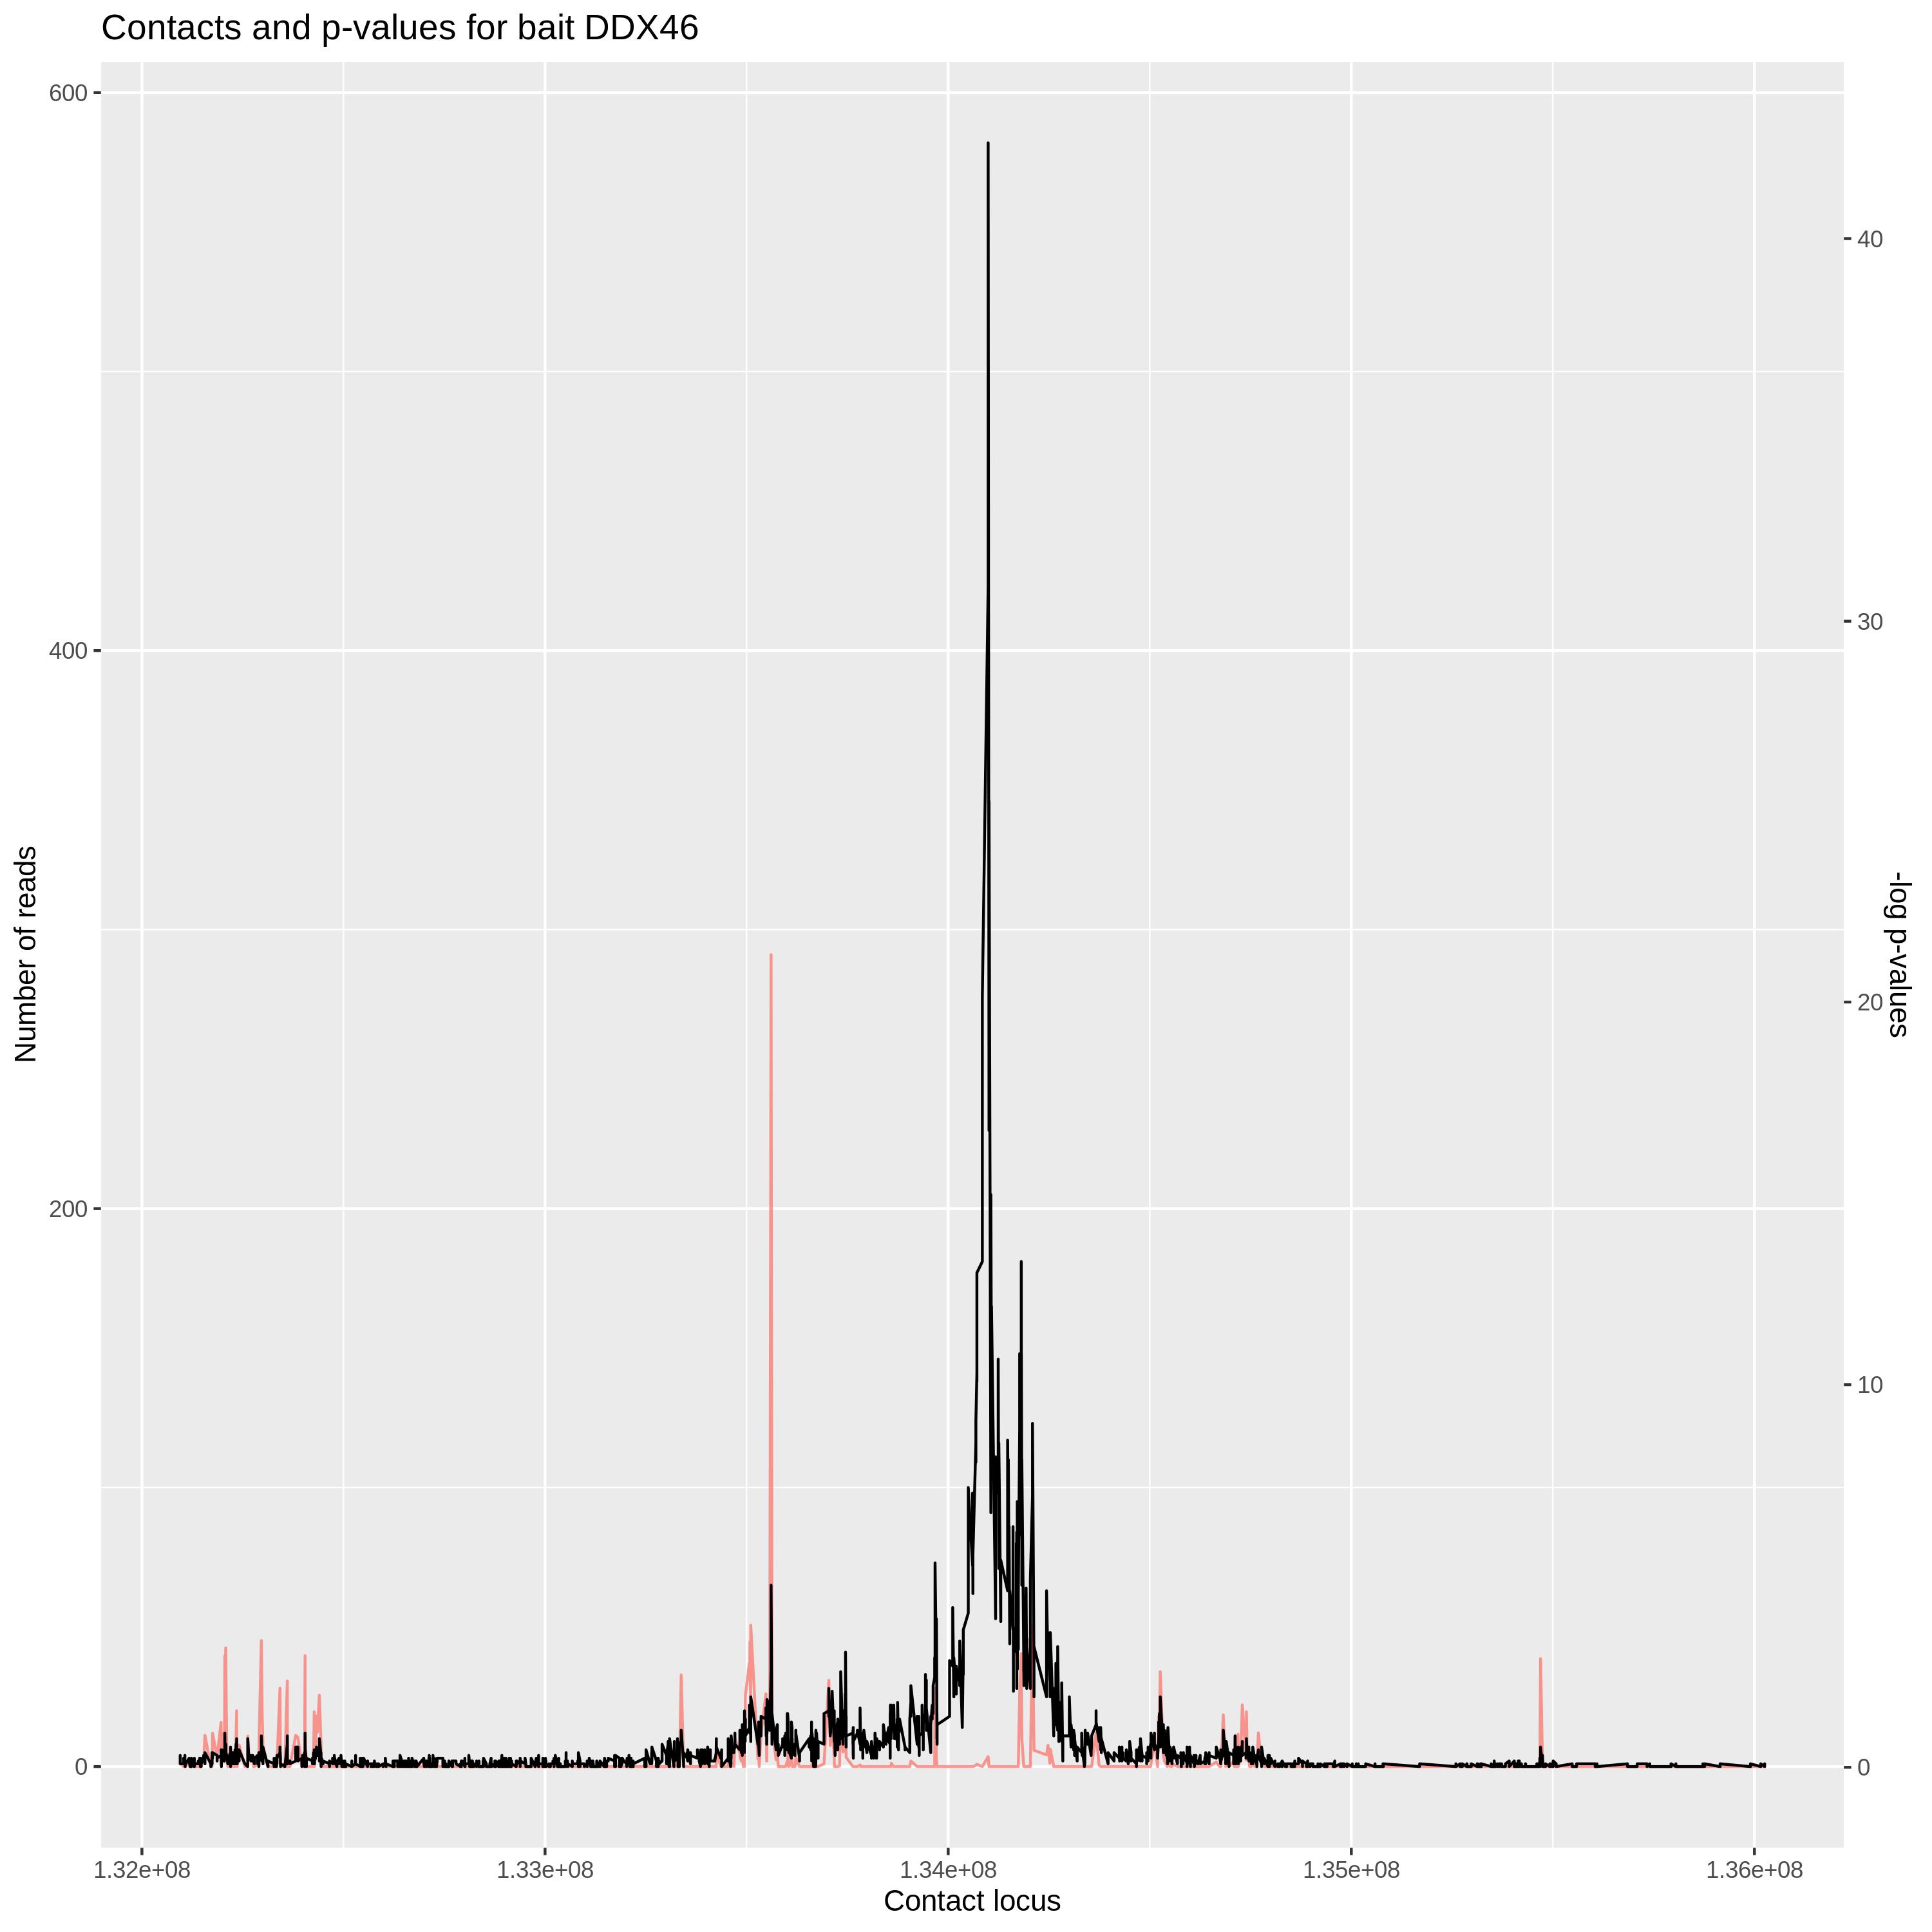 Contacts and p-values for bait DDX46
600
400
200
0
Number of reads
40
30
20
10
0
-log p-values
1.32e+08 1.33e+08 1.34e+08 1.35e+08 1.36e+08
Contact locus